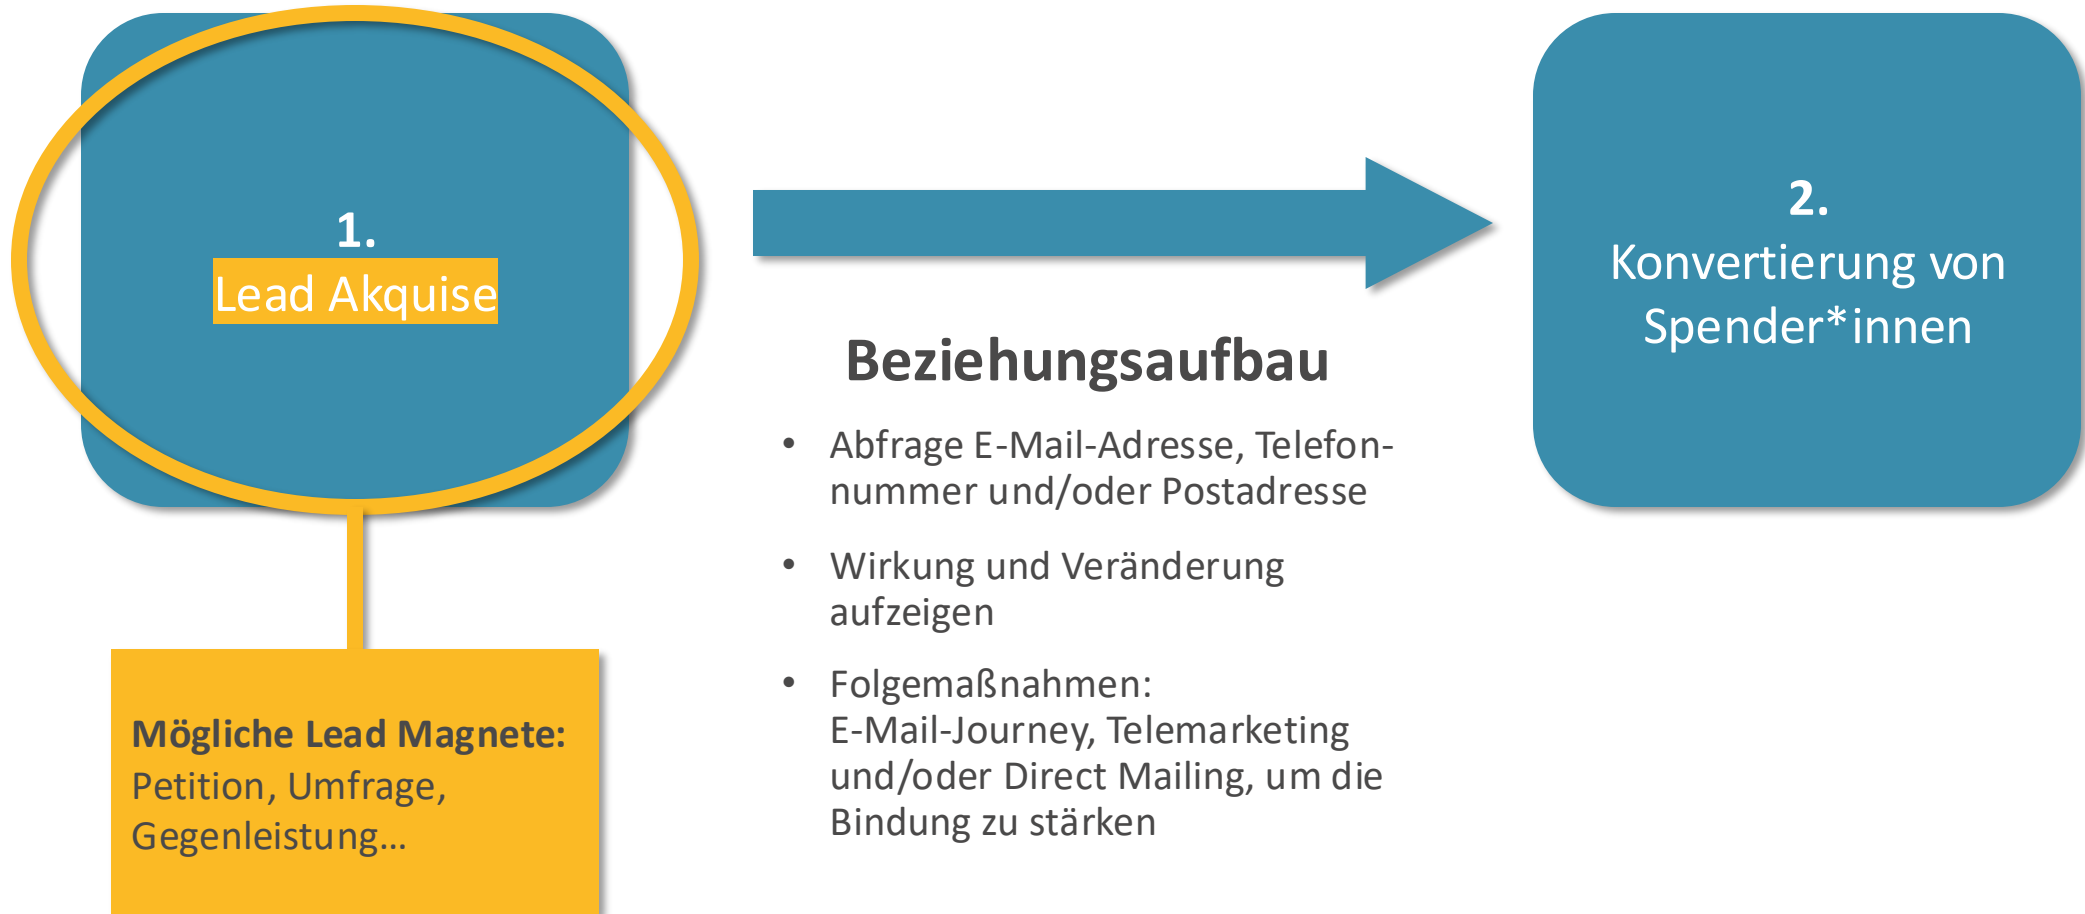 1.
Lead Akquise
Mögliche Lead Magnete:
Petition, Umfrage,
Gegenleistung...
Beziehungsaufbau
• Abfrage E-Mail-Adresse, Telefon-
nummer und/oder Postadresse
• Wirkung und Veränderung
aufzeigen
• Folgemaßnahmen:
E-Mail-Journey, Telemarketing
und/oder Direct Mailing, um die
Bindung zu stärken
2.
Konvertierung von
Spender*innen